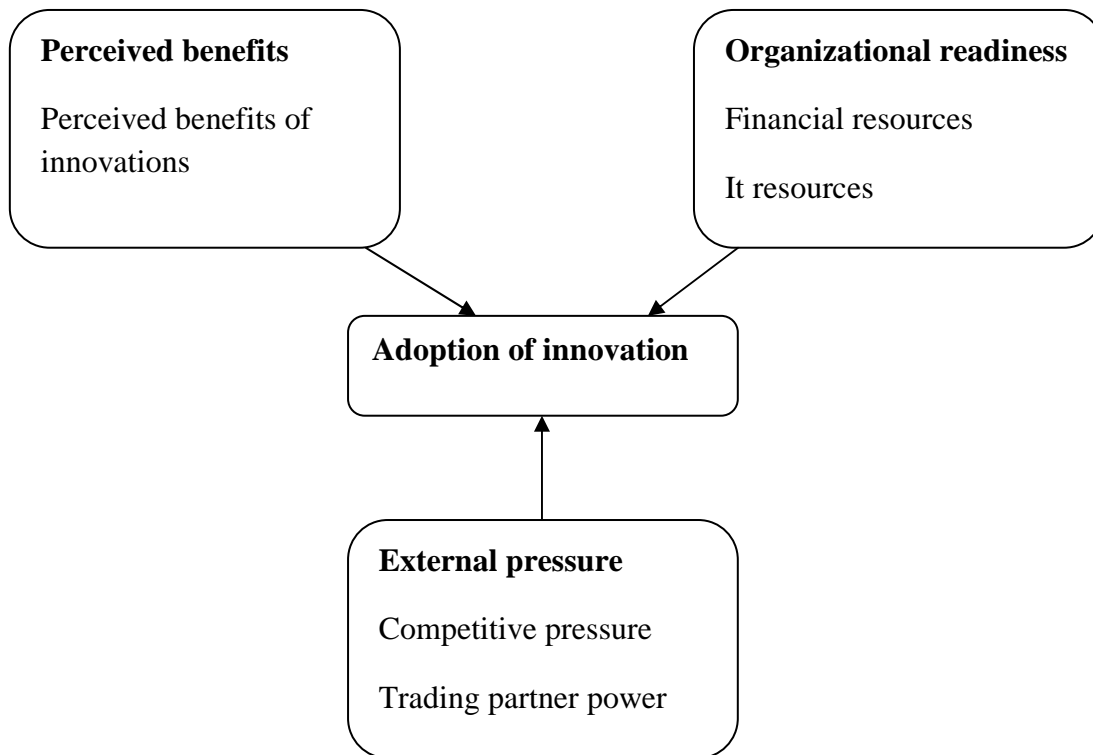 Perceived benefits
Perceived benefits of
innovations
Organizational readiness
Financial resources
It resources
Adoption of innovation
External pressure
Competitive pressure
Trading partner power